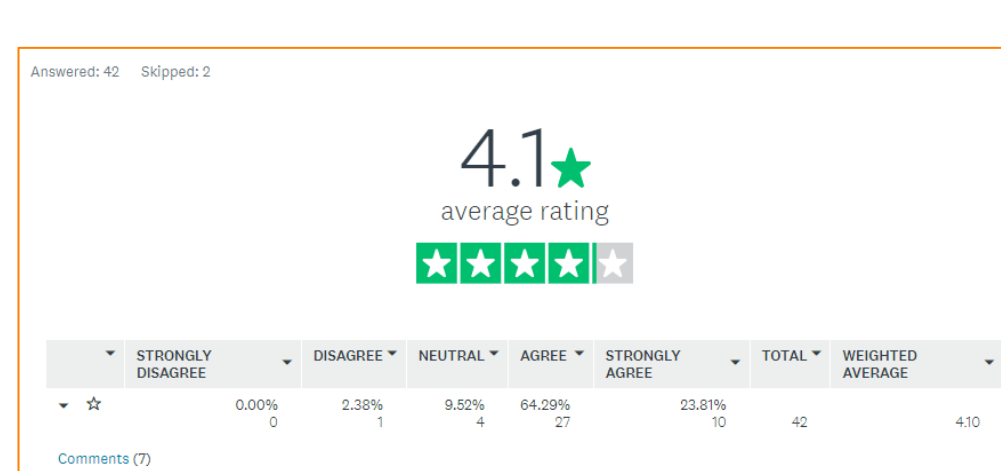 Answered: 42 Skipped: 2
4.1
average rating
STRONGLY DISAGREE DISAGREE NEUTRAL AGREE STRONGLY AGREE TOTAL WEIGHTED AVERAGE
0.00% 2.38% 9.52% 64.29% 23.81%
0 1 4 27 10 42 4.10
Comments (7)